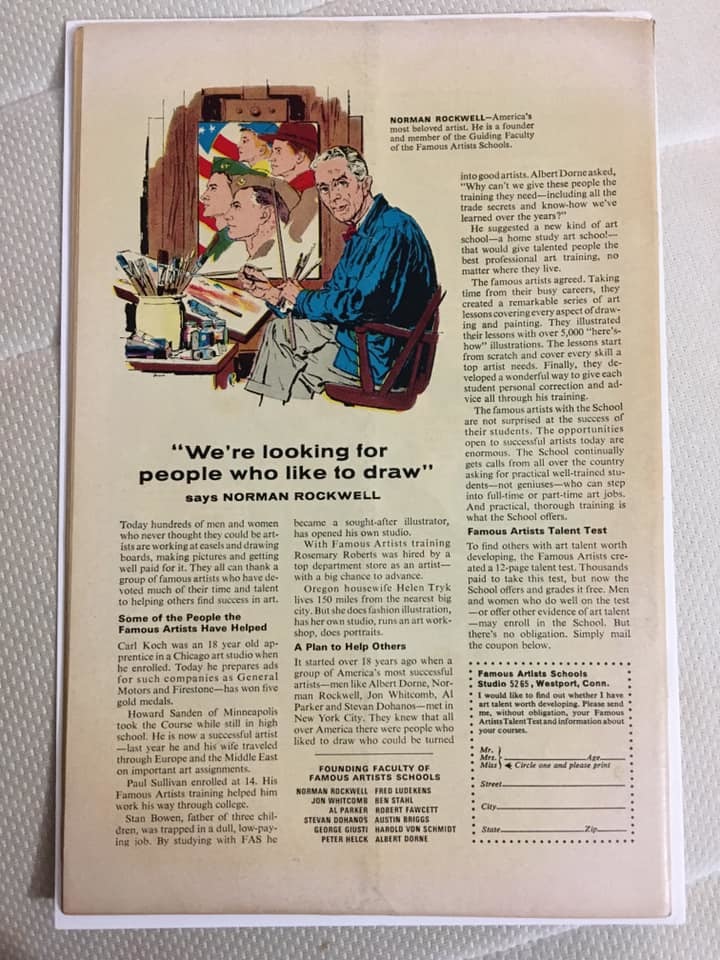 NORMAN ROCKWELL—America's
most beloved artist. He is a founder
and member of the Guiding Faculty
of the Famous Artists Schools.
"We're looking for
people who like to draw"
says NORMAN ROCKWELL
Today hundreds of men and women
who never thought they could be art-
ists are working at easels and drawing
boards, making pictures and getting
well paid for it. They all can thank a
group of famous artists who have de-
voted much of their time and talent
to helping others find success in art.
Some of the People the
Famous Artists Have Helped
Carl Koch was an 18 year old ap-
prentice in a Chicago art studio when
he enrolled. Today he prepares ads
for such companies as General
Motors and Firestone—has won five
gold medals.
Howard Sanden of Minneapolis
took the Course while still in high
school. He is now a successful artist
—last year he and his wife traveled
through Europe and the Middle East
on important art assignments.
Paul Sullivan enrolled at 14. His
Famous Artists training helped him
work his way through college.
Stan Bowen, father of three chil-
dren, was trapped in a dull, low-pay-
ing job. By studying with FAS he
became a sought-after illustrator,
has opened his own studio.
With Famous Artists training
Rosemary Roberts was hired by a
top department store as an artist—
with a big chance to advance.
Oregon housewife Helen Tryk
lives 150 miles from the nearest big
city. But she does fashion illustration,
has her own studio, runs an art work-
shop, does portraits.
A Plan to Help Others
It started over 18 years ago when a
group of America's most successful
artists—men like Albert Dorne, Nor-
man Rockwell, Jon Whitcomb, Al
Parker and Stevan Dohanos—met in
New York City. They knew that all
over America there were people who
liked to draw who could be turned
FOUNDING FACULTY OF
FAMOUS ARTISTS SCHOOLS
NORMAN ROCKWELL FRED LUDEKENS
JON WHITCOMB BEN STAHL
AL PARKER ROBERT FAWCETT
STEVAN DOHANOS AUSTIN BRIGGS
GEORGE GIUSTI HAROLD VON SCHMIDT
PETER HELCK ALBERT DORNE
into good artists. Albert Dorne asked,
"Why can't we give these people the
training they need—including all the
trade secrets and know-how we've
learned over the years?"
He suggested a new kind of art
school—a home study art school—
that would give talented people the
best professional art training, no
matter where they live.
The famous artists agreed. Taking
time from their busy careers, they
created a remarkable series of art
lessons covering every aspect of draw-
ing and painting. They illustrated
their lessons with over 5,000 "here's-
how" illustrations. The lessons start
from scratch and cover every skill a
top artist needs. Finally, they de-
veloped a wonderful way to give each
student personal correction and ad-
vice all through his training.
The famous artists with the School
are not surprised at the success of
their students. The opportunities
open to successful artists today are
enormous. The School continually
gets calls from all over the country
asking for practical well-trained stu-
dents—not geniuses—who can step
into full-time or part-time art jobs.
And practical, thorough training is
what the School offers.
Famous Artists Talent Test
To find others with art talent worth
developing, the Famous Artists cre-
ated a 12-page talent test. Thousands
paid to take this test, but now the
School offers and grades it free. Men
and women who do well on the test
—or offer other evidence of art talent
—may enroll in the School. But
there's no obligation. Simply mail
the coupon below.
Famous Artists Schools
Studio 5265, Westport, Conn.
I would like to find out whether I have
art talent worth developing. Please send
me, without obligation, your Famous
Artists Talent Test and information about
your courses.
Mr.
Mrs. Age
Miss Circle one and please print
Street
City
State Zip